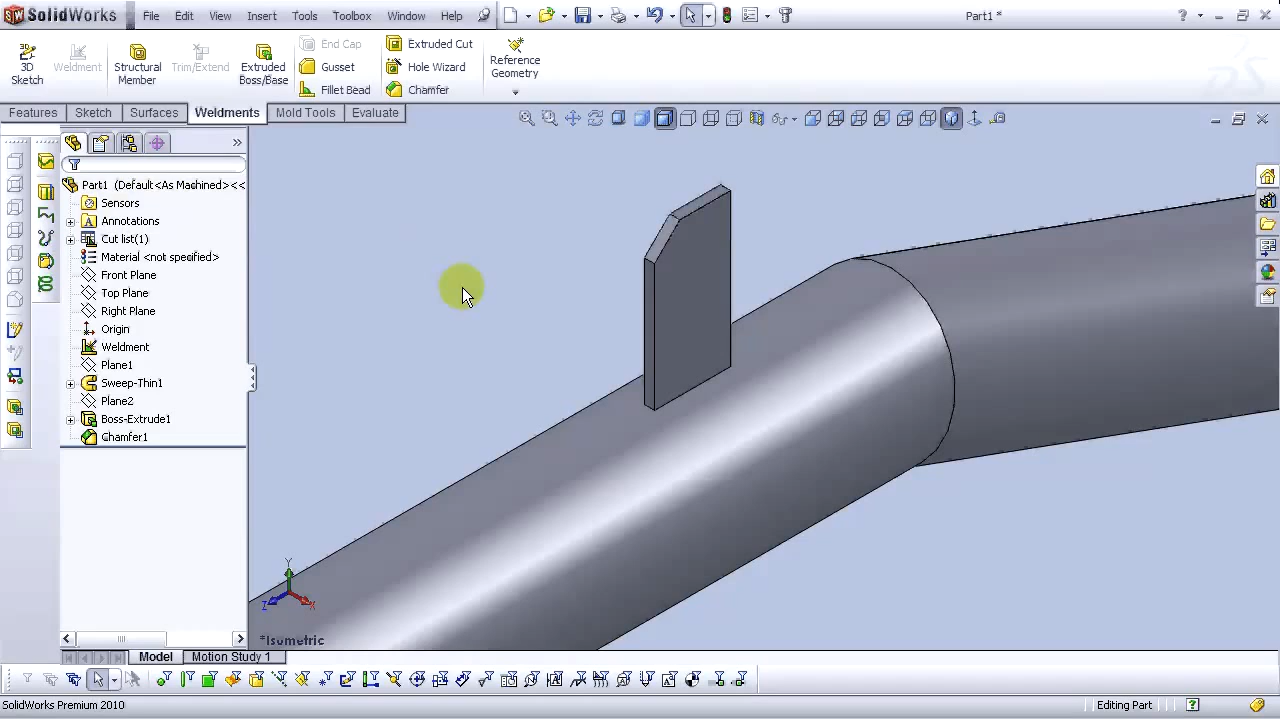 SolidWorks File Edit View Insert Tools Toolbox Window Help Part1 *
3D Sketch
Weldment
Structural Member
Trim/Extend
Extruded Boss/Base
End Cap
Gusset
Fillet Bead
Extruded Cut
Hole Wizard
Chamfer
Reference Geometry
Features Sketch Surfaces Weldments Mold Tools Evaluate
Part1 (Default<As Machined><<
Sensors
Annotations
Cut list(1)
Material <not specified>
Front Plane
Top Plane
Right Plane
Origin
Weldment
Plane1
Sweep-Thin1
Plane2
Boss-Extrude1
Chamfer1
Y
Z X
*Isometric
Model Motion Study 1
SolidWorks Premium 2010 Editing Part